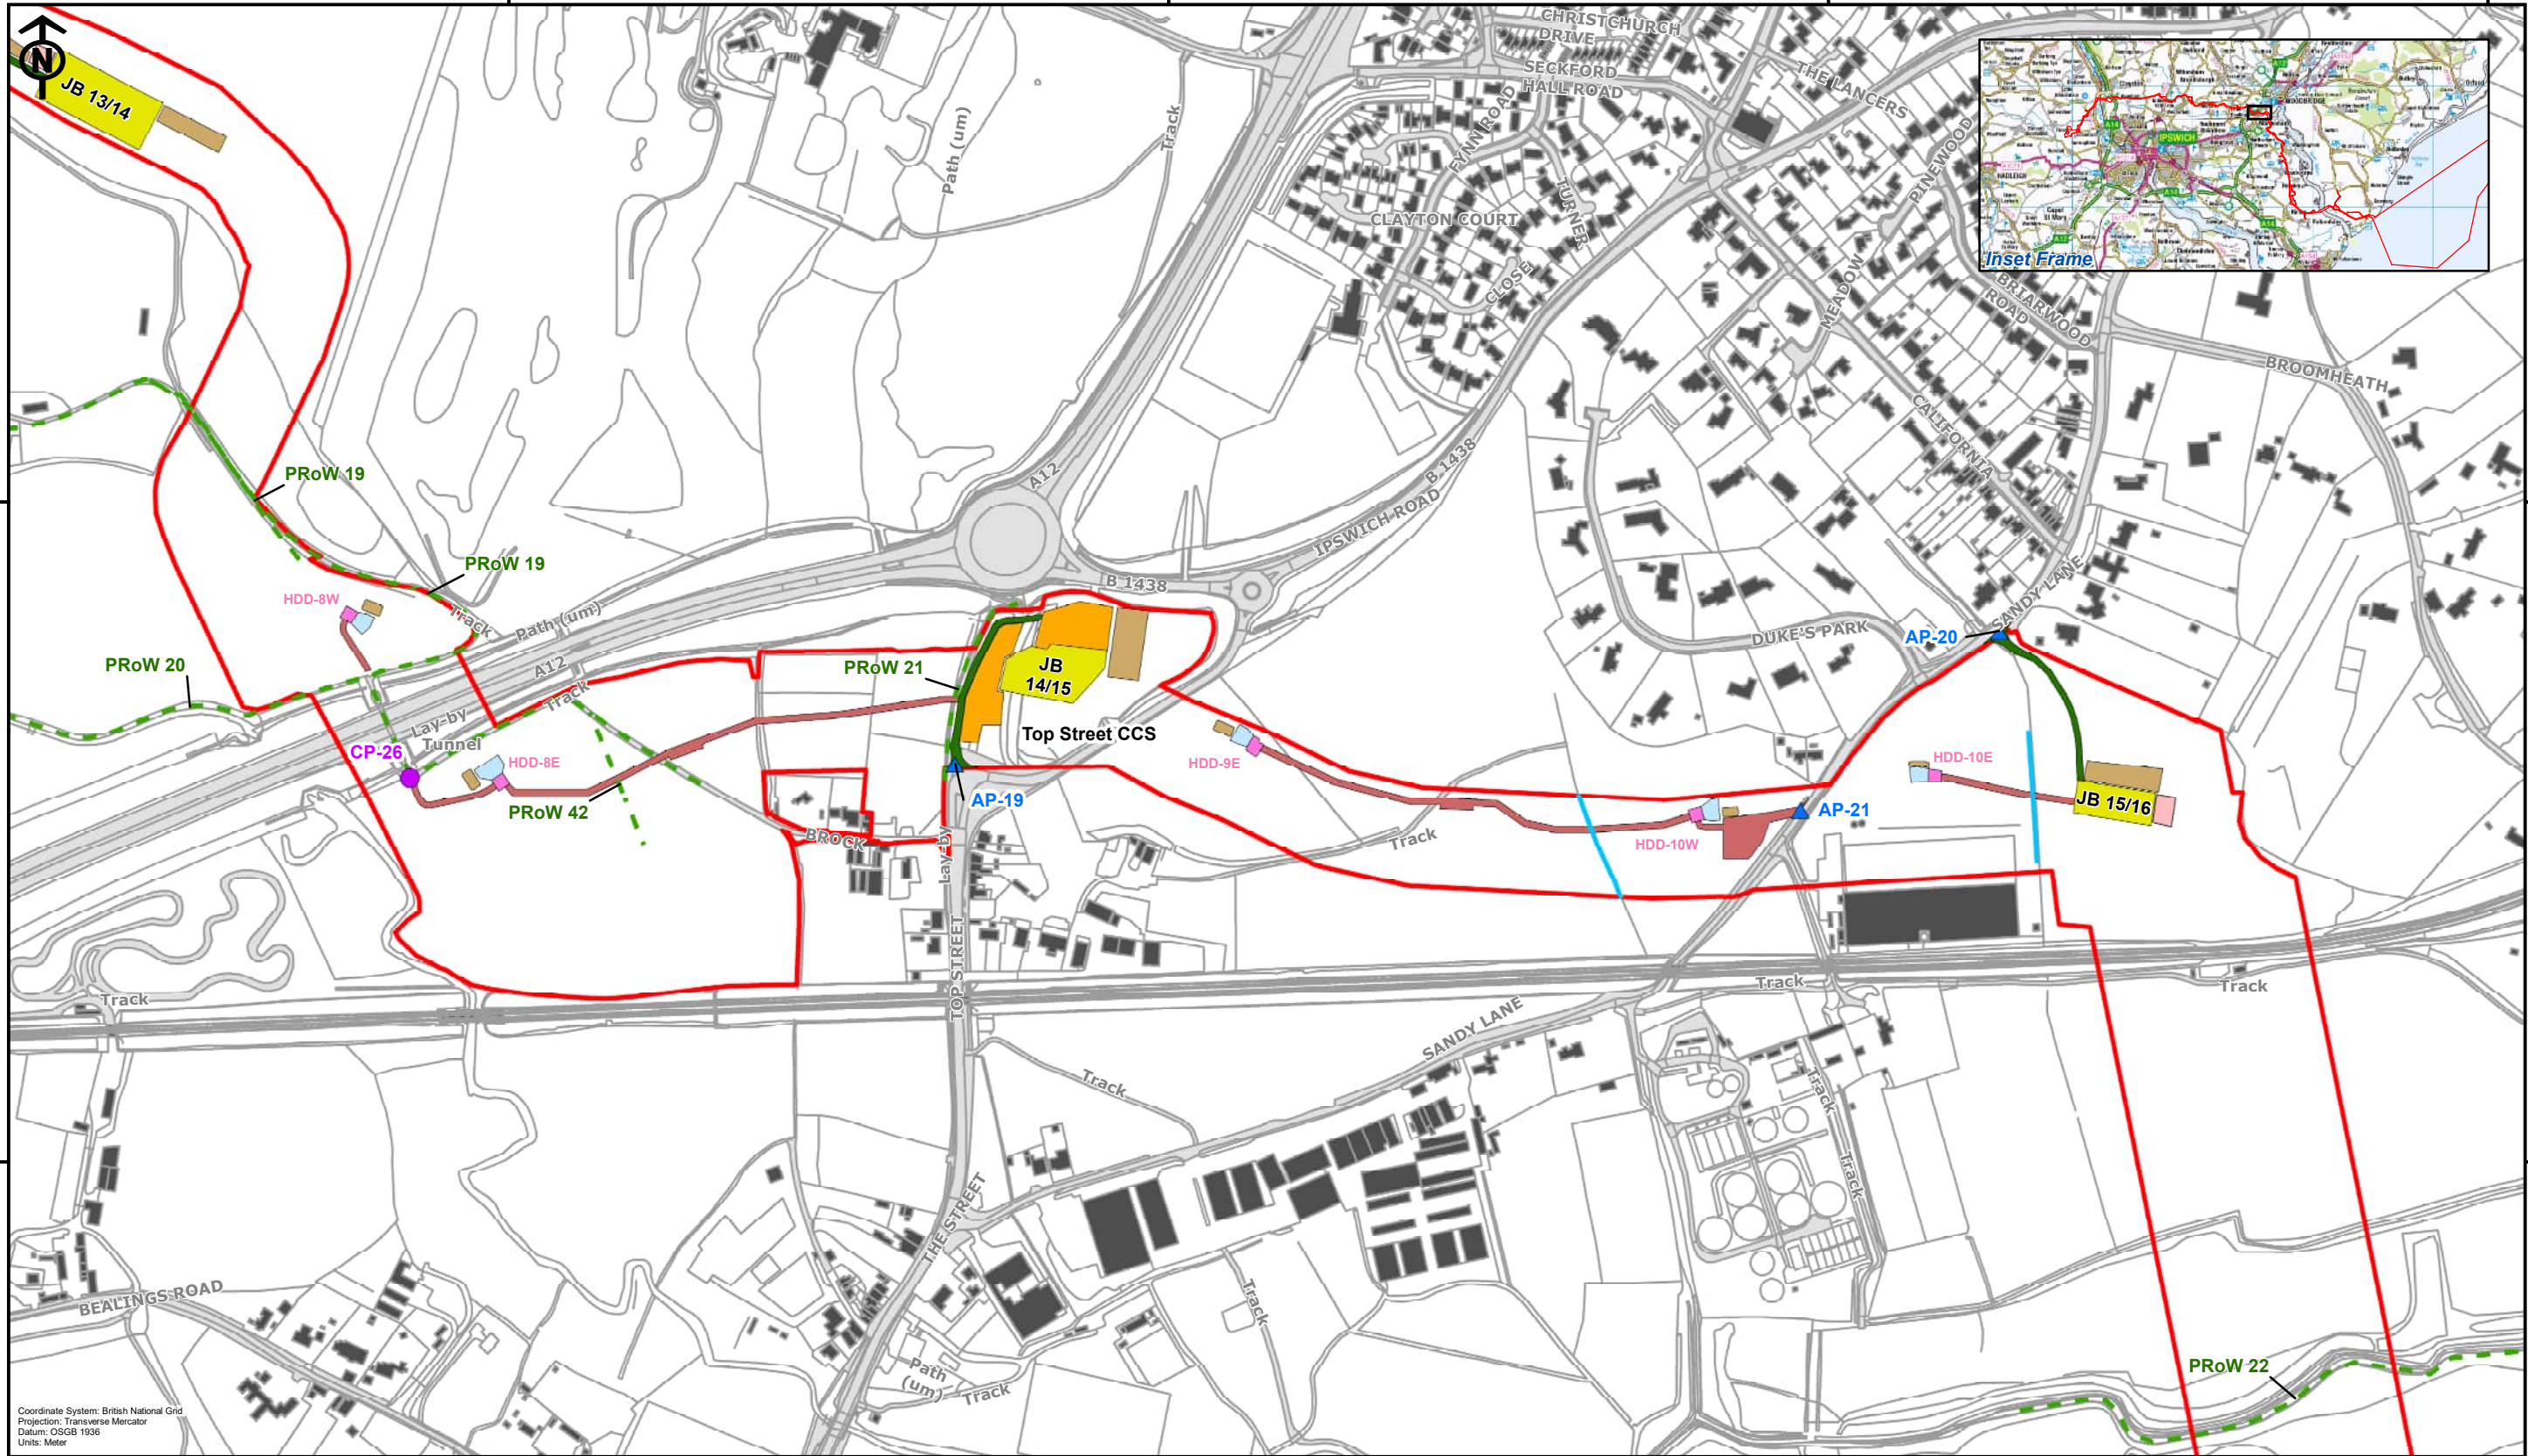 N
JB 13/14
CHRISTCHURCH
DRIVE
SECKFORD
HALL ROAD
THE LANCERS
FYNN ROAD
TURNER
CLOSE
CLAYTON COURT
PINEWOOD
MEADOW
BRIARWOOD
ROAD
BROOMHEATH
CALIFORNIA
IPSWICH
WOODBRIDGE
HADLEIGH
Inset Frame
Path (um)
Track
A12
B 1438
IPSWICH ROAD
B 1438
PRoW 19
PRoW 19
HDD-8W
Track
Path (um)
PRoW 20
A12
Track
Lay-by
Tunnel
CP-26
HDD-8E
PRoW 42
PRoW 21
JB
14/15
Top Street CCS
AP-19
BROCK
Lay-by
TOP STREET
HDD-9E
Track
HDD-10W
AP-21
DUKE'S PARK
AP-20
SANDY LANE
HDD-10E
JB 15/16
Track
Track
Track
SANDY LANE
Track
Track
Track
THE STREET
BEALINGS ROAD
Path
(um)
Track
Track
PRoW 22
Coordinate System: British National Grid
Projection: Transverse Mercator
Datum: OSGB 1936
Units: Meter